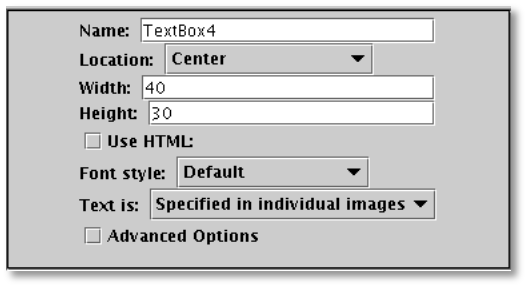 Name: TextBox4
Location: Center
Width: 40
Height: 30
Use HTML:
Font style: Default
Text is: Specified in individual images
Advanced Options